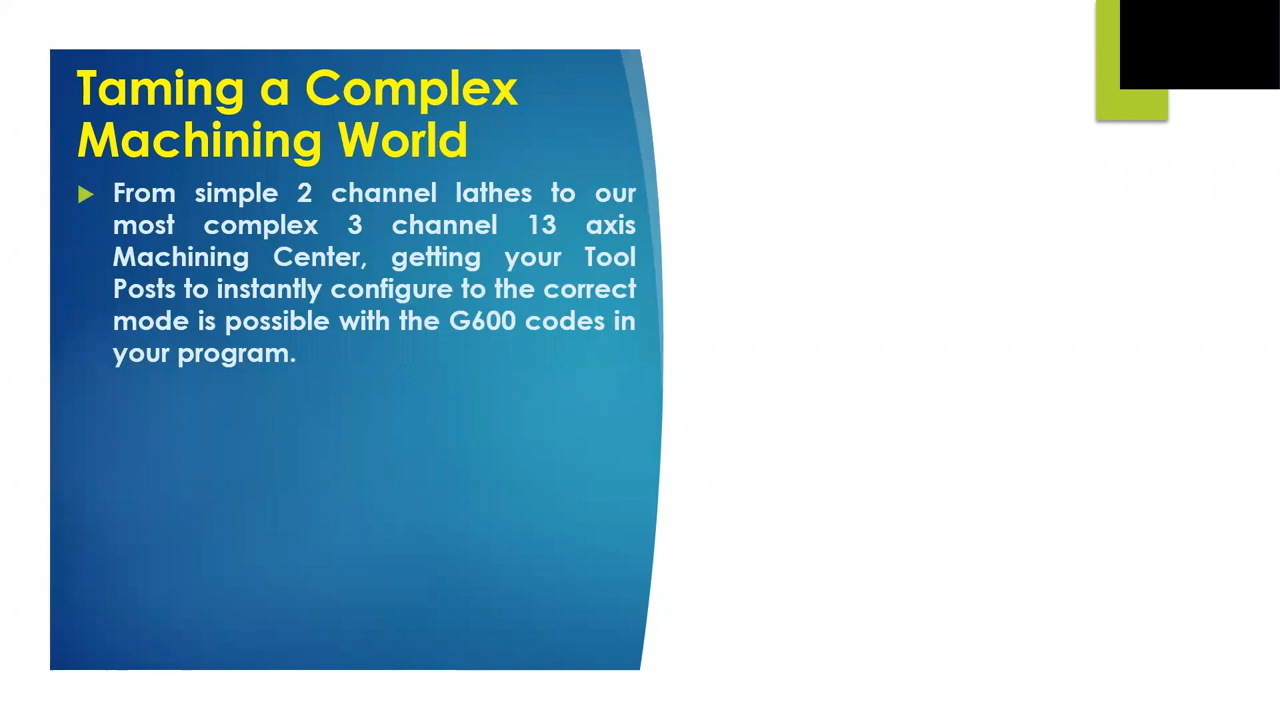 Taming a Complex
Machining World
From simple 2 channel lathes to our
most complex 3 channel 13 axis
Machining Center, getting your Tool
Posts to instantly configure to the correct
mode is possible with the G600 codes in
your program.